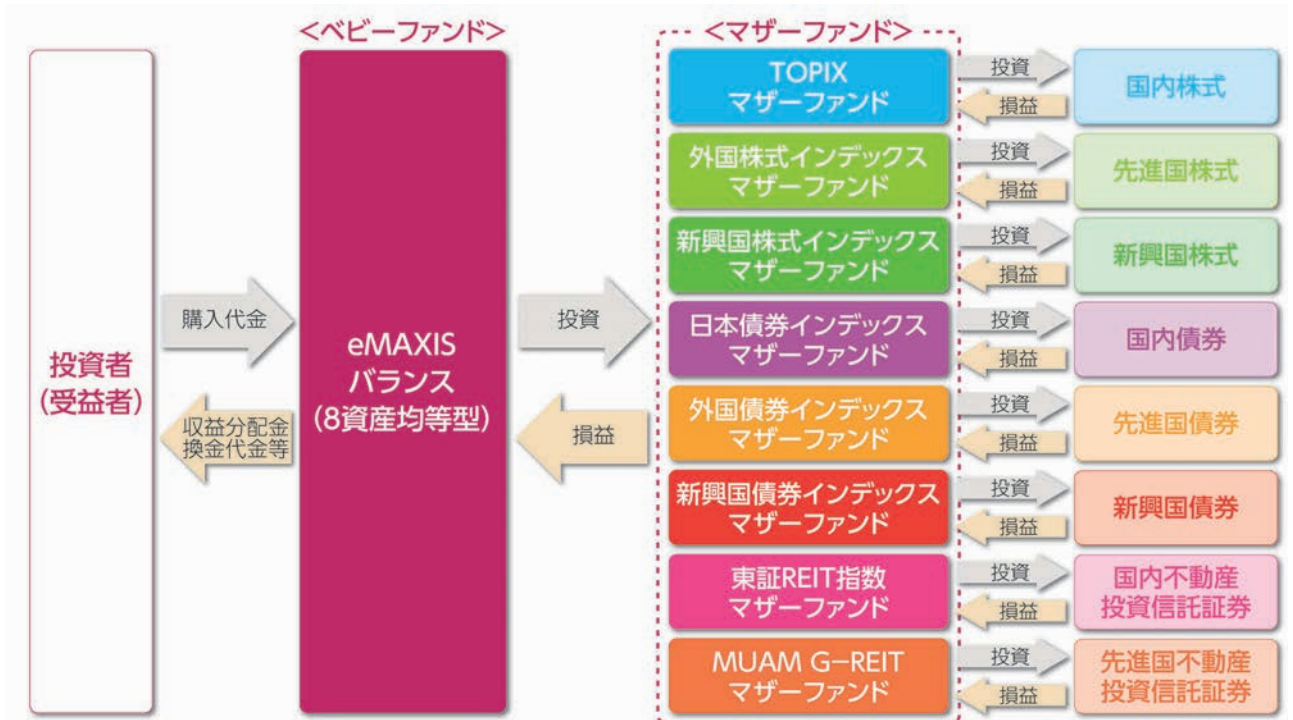 <ベビーファンド>
<マザーファンド>
投資者
(受益者)
購入代金
収益分配金
換金代金等
eMAXIS
バランス
(8資産均等型)
投資
損益
TOPIX
マザーファンド
投資
損益
国内株式
外国株式インデックス
マザーファンド
投資
損益
先進国株式
新興国株式インデックス
マザーファンド
投資
損益
新興国株式
日本債券インデックス
マザーファンド
投資
損益
国内債券
外国債券インデックス
マザーファンド
投資
損益
先進国債券
新興国債券インデックス
マザーファンド
投資
損益
新興国債券
東証REIT指数
マザーファンド
投資
損益
国内不動産
投資信託証券
MUAM G−REIT
マザーファンド
投資
損益
先進国不動産
投資信託証券